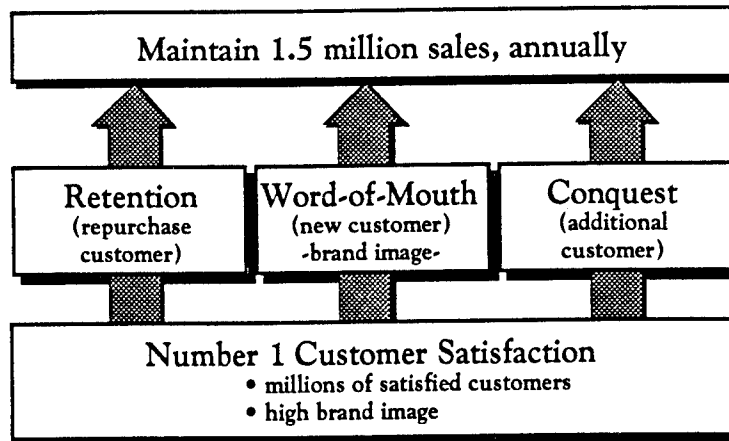 Maintain 1.5 million sales, annually
Retention
(repurchase
customer)
Word-of-Mouth
(new customer)
-brand image-
Conquest
(additional
customer)
Number 1 Customer Satisfaction
• millions of satisfied customers
• high brand image